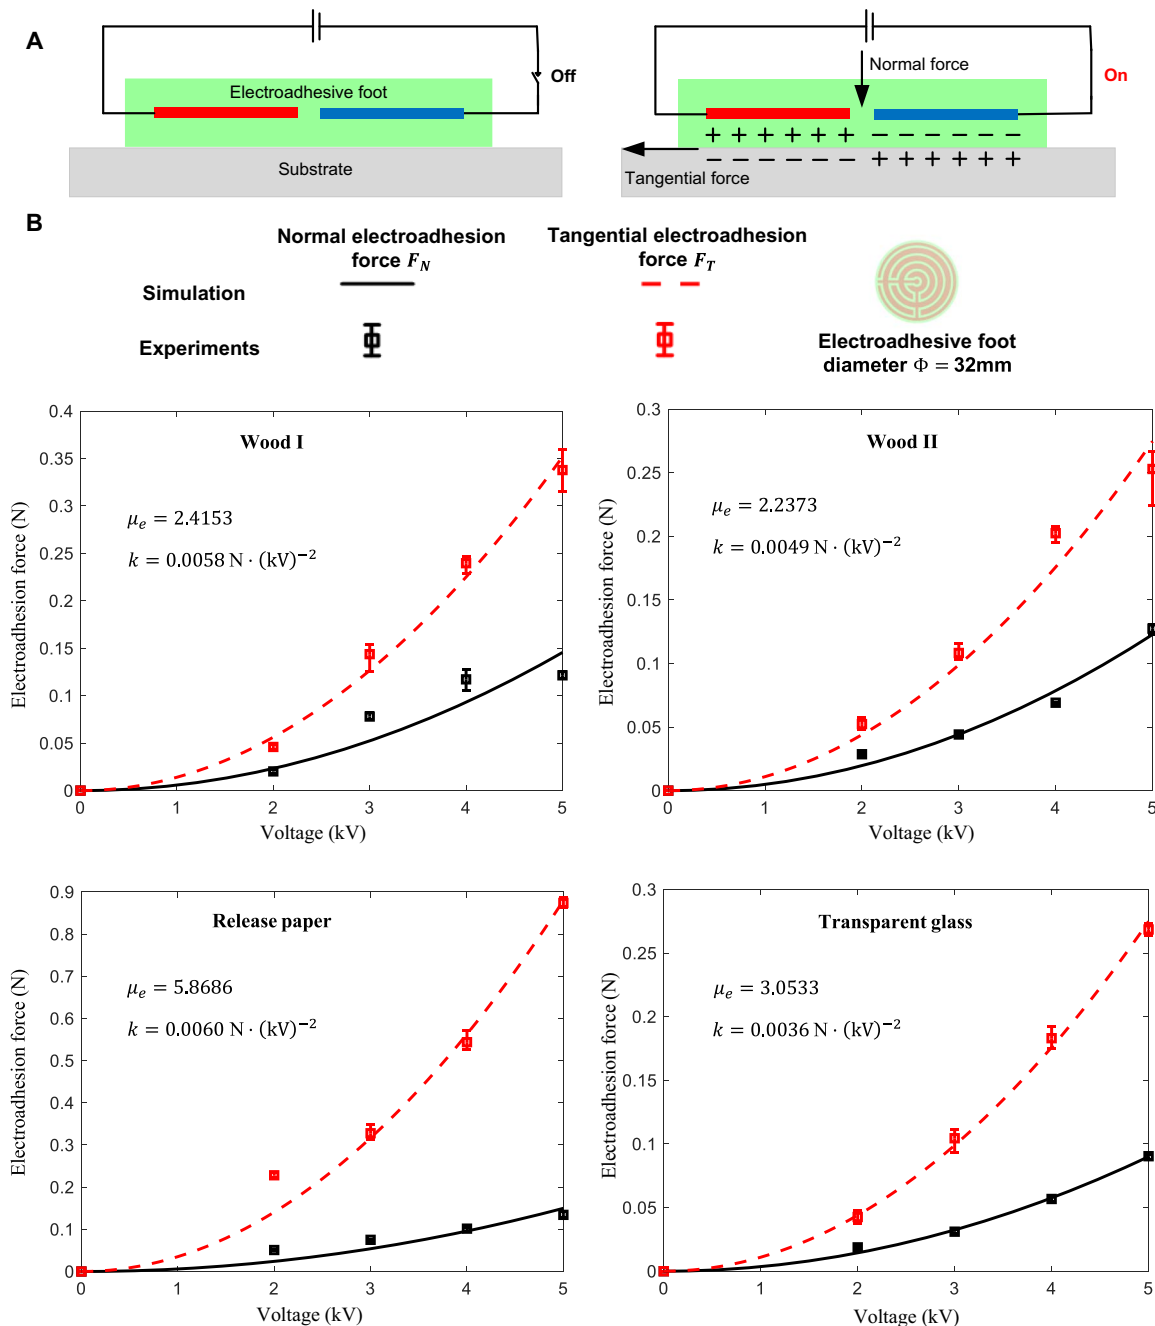 A
Off
Electroadhesive foot
Substrate
Normal force
On
+ + + + + + − − − − − −
− − − − − − + + + + + +
Tangential force
B
Normal electroadhesion
force F_N
Tangential electroadhesion
force F_T
Simulation
Experiments
Electroadhesive foot
diameter Φ = 32mm
Wood I
μ_e = 2.4153
k = 0.0058 N · (kV)⁻²
Electroadhesion force (N)
0.4
0.35
0.3
0.25
0.2
0.15
0.1
0.05
0
0 1 2 3 4 5
Voltage (kV)
Wood II
μ_e = 2.2373
k = 0.0049 N · (kV)⁻²
Electroadhesion force (N)
0.3
0.25
0.2
0.15
0.1
0.05
0
0 1 2 3 4 5
Voltage (kV)
Release paper
μ_e = 5.8686
k = 0.0060 N · (kV)⁻²
Electroadhesion force (N)
0.9
0.8
0.7
0.6
0.5
0.4
0.3
0.2
0.1
0
0 1 2 3 4 5
Voltage (kV)
Transparent glass
μ_e = 3.0533
k = 0.0036 N · (kV)⁻²
Electroadhesion force (N)
0.3
0.25
0.2
0.15
0.1
0.05
0
0 1 2 3 4 5
Voltage (kV)